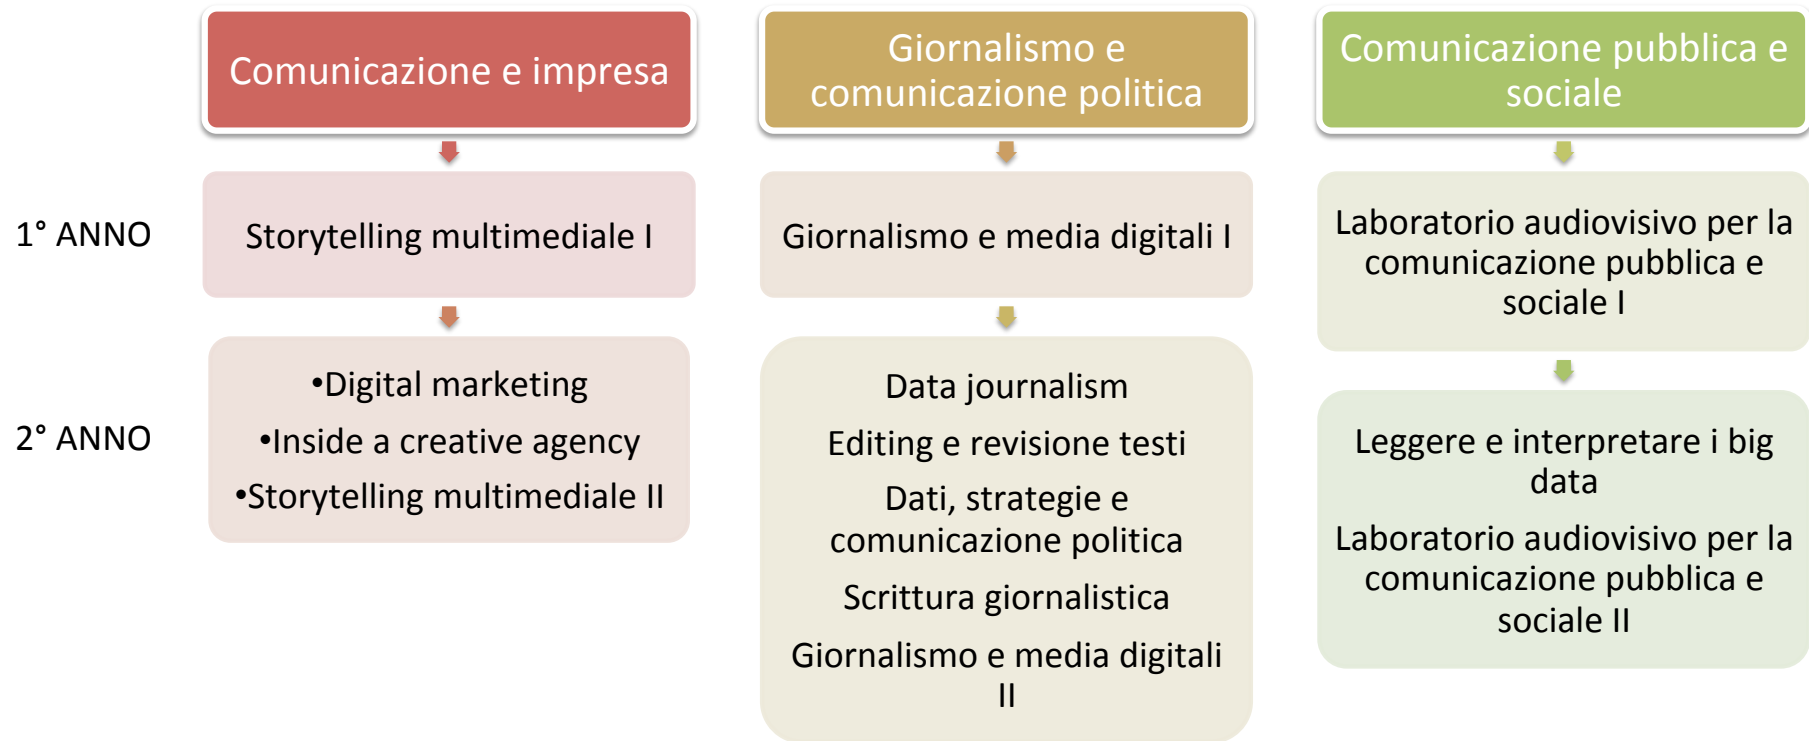 Comunicazione e impresa
Giornalismo e
comunicazione politica
Comunicazione pubblica e
sociale
1° ANNO
Storytelling multimediale I
Giornalismo e media digitali I
Laboratorio audiovisivo per la
comunicazione pubblica e
sociale I
2° ANNO
•Digital marketing
•Inside a creative agency
•Storytelling multimediale II
Data journalism
Editing e revisione testi
Dati, strategie e
comunicazione politica
Scrittura giornalistica
Giornalismo e media digitali
II
Leggere e interpretare i big
data
Laboratorio audiovisivo per la
comunicazione pubblica e
sociale II